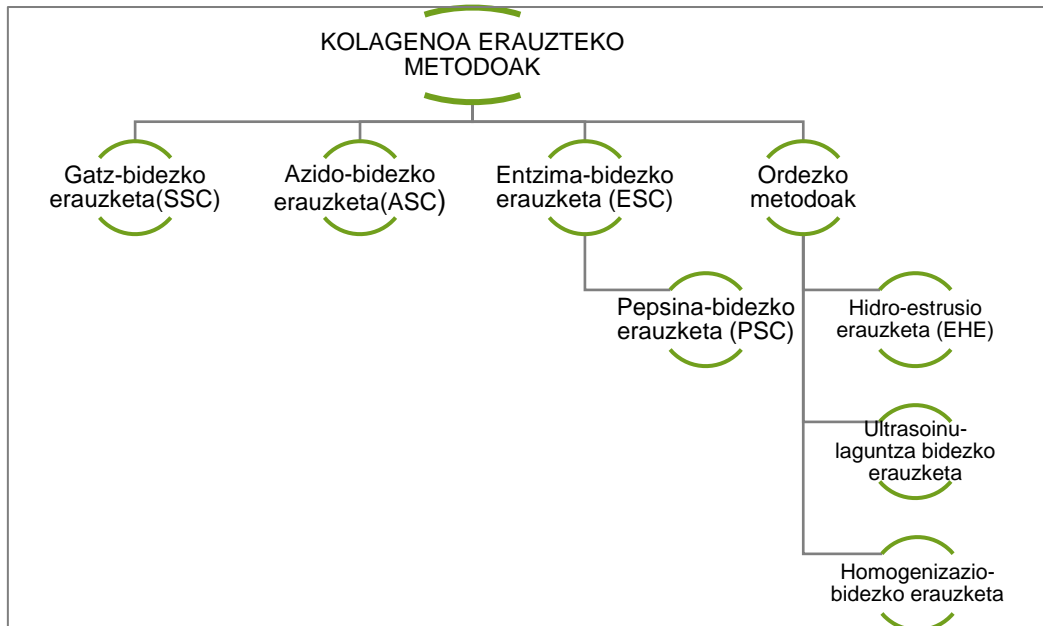 KOLAGENOA ERAUZTEKO
METODOAK
Gatz-bidezko
erauzketa(SSC)
Azido-bidezko
erauzketa(ASC)
Entzima-bidezko
erauzketa (ESC)
Ordezko
metodoak
Pepsina-bidezko
erauzketa (PSC)
Hidro-estrusio
erauzketa (EHE)
Ultrasoinu-
laguntza bidezko
erauzketa
Homogenizazio-
bidezko erauzketa